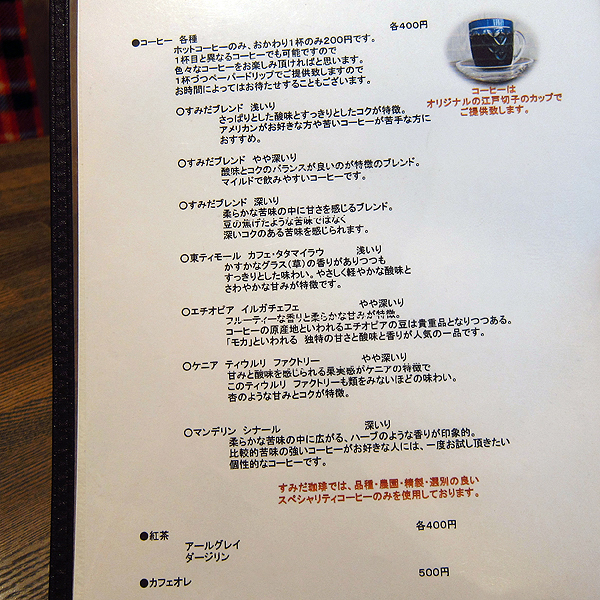 ●コーヒー 各種 各400円
ホットコーヒーのみ、おかわり1杯のみ200円です。
1杯目と異なるコーヒーでも可能ですので
色々なコーヒーをお楽しみ頂ければと思います。
1杯づつペーパードリップでご提供致しますので
お時間によってはお待たせすることもございます。
コーヒーは
オリジナルの江戸切子のカップで
ご提供致します。
○すみだブレンド 浅いり
さっぱりとした酸味とすっきりとしたコクが特徴。
アメリカンがお好きな方や苦いコーヒーが苦手な方に
おすすめ。
○すみだブレンド やや深いり
酸味とコクのバランスが良いのが特徴のブレンド。
マイルドで飲みやすいコーヒーです。
○すみだブレンド 深いり
柔らかな苦味の中に甘さを感じるブレンド。
豆の焦げたような苦味ではなく
深いコクのある苦味を感じられます。
○東ティモール カフェ・タタマイラウ 浅いり
かすかなグラス(草)の香りがありつつも
すっきりとした味わい。やさしく軽やかな酸味と
さわやかな甘みが特徴です。
○エチオピア イルガチェフェ やや深いり
フルーティーな香りと柔らかな甘みが特徴。
コーヒーの原産地といわれるエチオピアの豆は貴重品となりつつある。
「モカ」といわれる 独特の甘さと酸味と香りが人気の一品です。
○ケニア ティウルリ ファクトリー やや深いり
甘みと酸味を感じられる果実感がケニアの特徴で
このティウルリ ファクトリーも類をみないほどの味わい。
杏のような甘みとコクが特徴。
○マンデリン シナール 深いり
柔らかな苦味の中に広がる、ハーブのような香りが印象的。
比較的苦味の強いコーヒーがお好きな人には、一度お試し頂きたい
個性的なコーヒーです。
すみだ珈琲では、品種・農園・精製・選別の良い
スペシャリティコーヒーのみを使用しております。
●紅茶 各400円
アールグレイ
ダージリン
●カフェオレ 500円